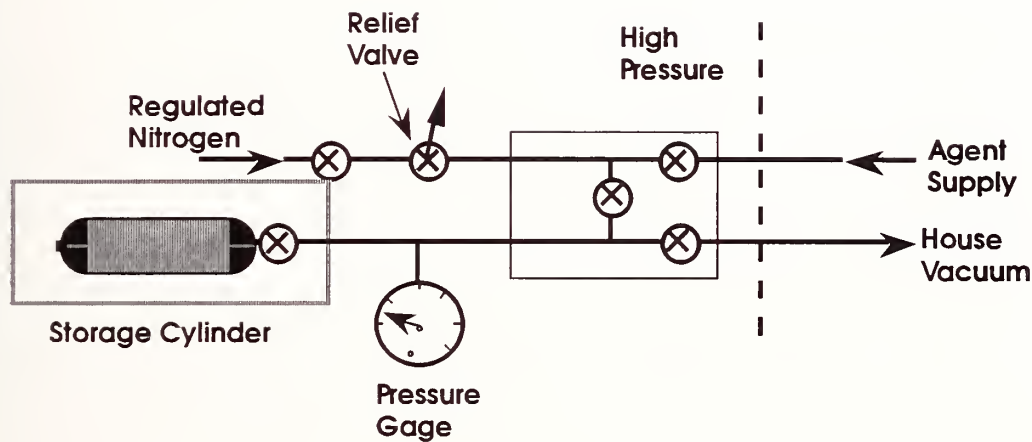 Relief
Valve
High
Pressure
Regulated
Nitrogen
Agent
Supply
House
Vacuum
Storage Cylinder
Pressure
Gage